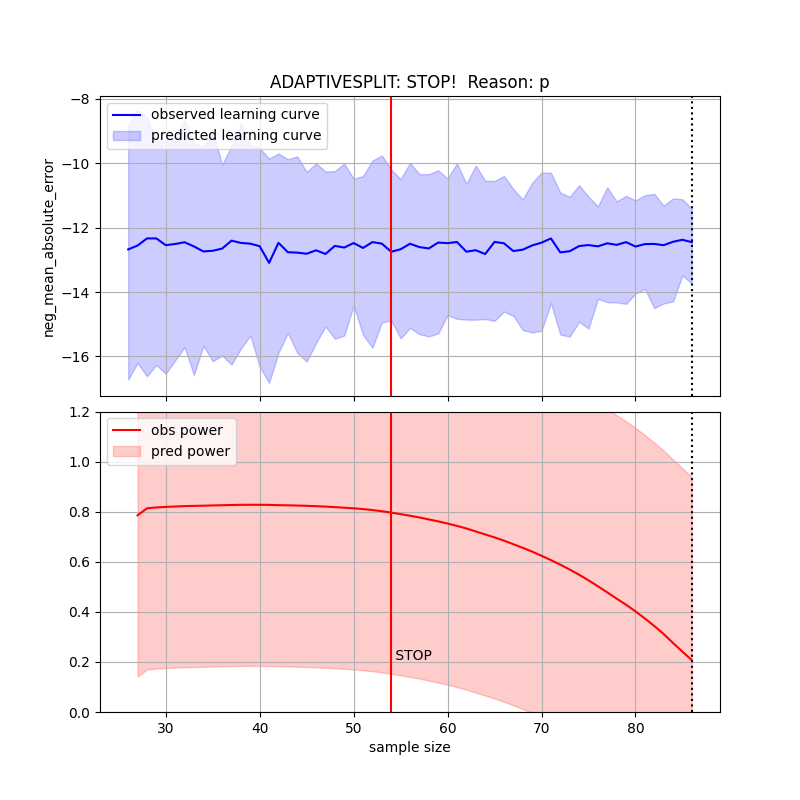 ADAPTIVESPLIT: STOP!  Reason: p
neg_mean_absolute_error
−8
−10
−12
−14
−16
observed learning curve
predicted learning curve
1.2
1.0
0.8
0.6
0.4
0.2
0.0
obs power
pred power
STOP
30 40 50 60 70 80
sample size